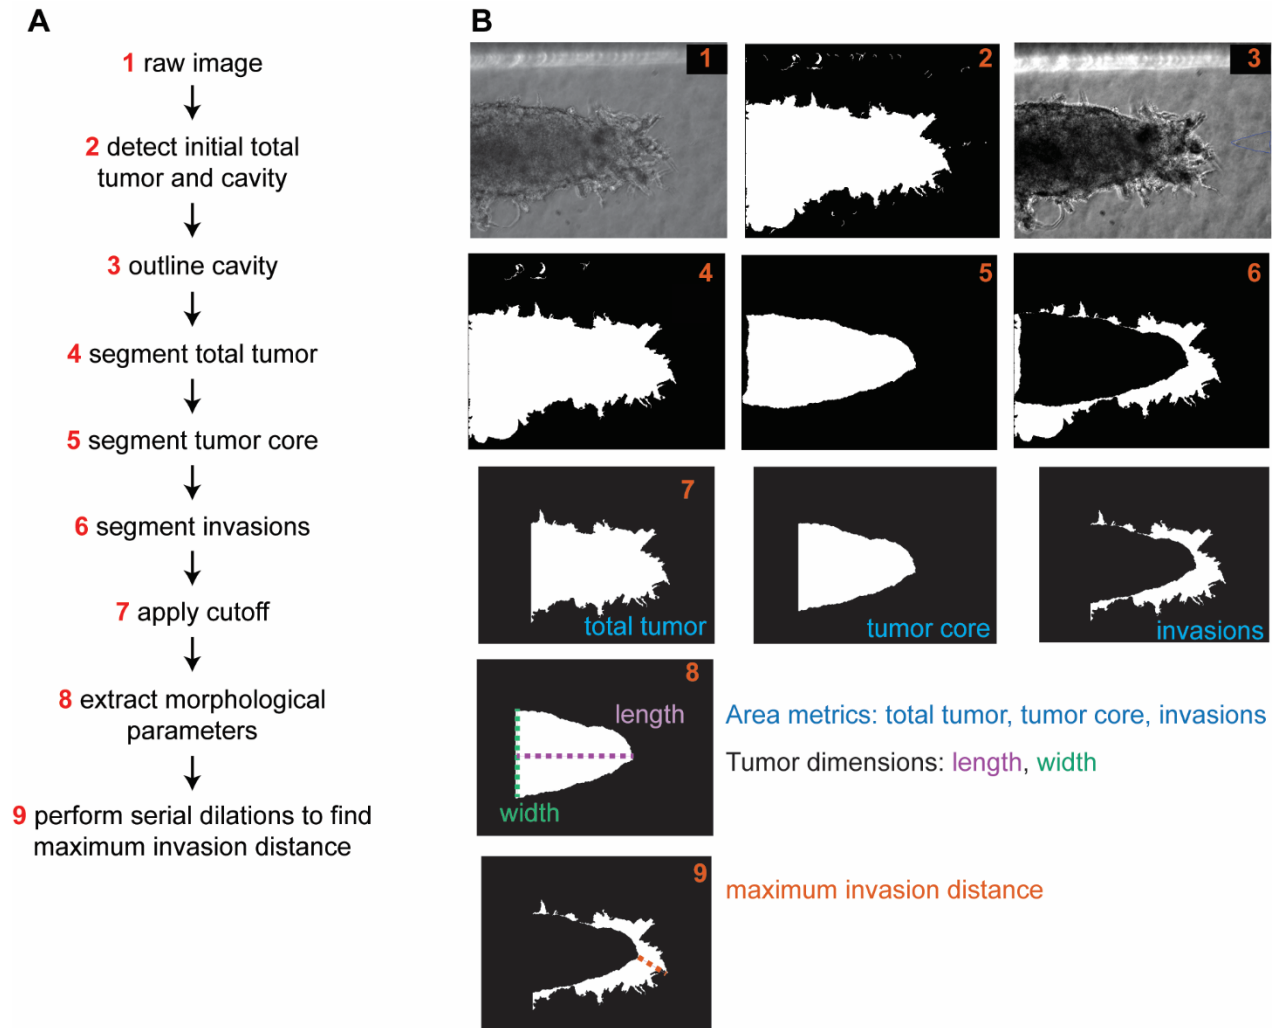 A
1 raw image
2 detect initial total
tumor and cavity
3 outline cavity
4 segment total tumor
5 segment tumor core
6 segment invasions
7 apply cutoff
8 extract morphological
parameters
9 perform serial dilations to find
maximum invasion distance
B
1
2
3
4
5
6
7
total tumor
tumor core
invasions
8
length
width
Area metrics: total tumor, tumor core, invasions
Tumor dimensions: length, width
9
maximum invasion distance